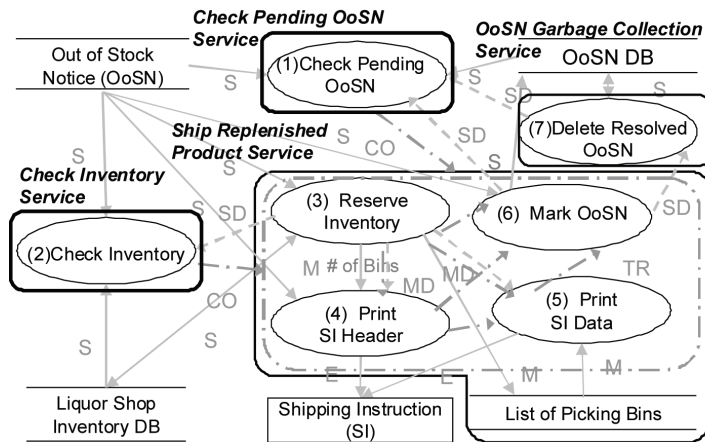 Check Pending OoSN
Service
OoSN Garbage Collection
Service
Out of Stock
Notice (OoSN)
(1)Check Pending
OoSN
OoSN DB
S
S
S
SD
(7)Delete Resolved
OoSN
Ship Replenished
Product Service
S
CO
SD
S
S
S
Check Inventory
Service
S
SD
(3) Reserve
Inventory
(6) Mark OoSN
SD
(2)Check Inventory
M
# of Bins
MD
MD
TR
CO
S
S
(4) Print
SI Header
(5) Print
SI Data
E
E
M
M
Liquor Shop
Inventory DB
Shipping Instruction
(SI)
List of Picking Bins